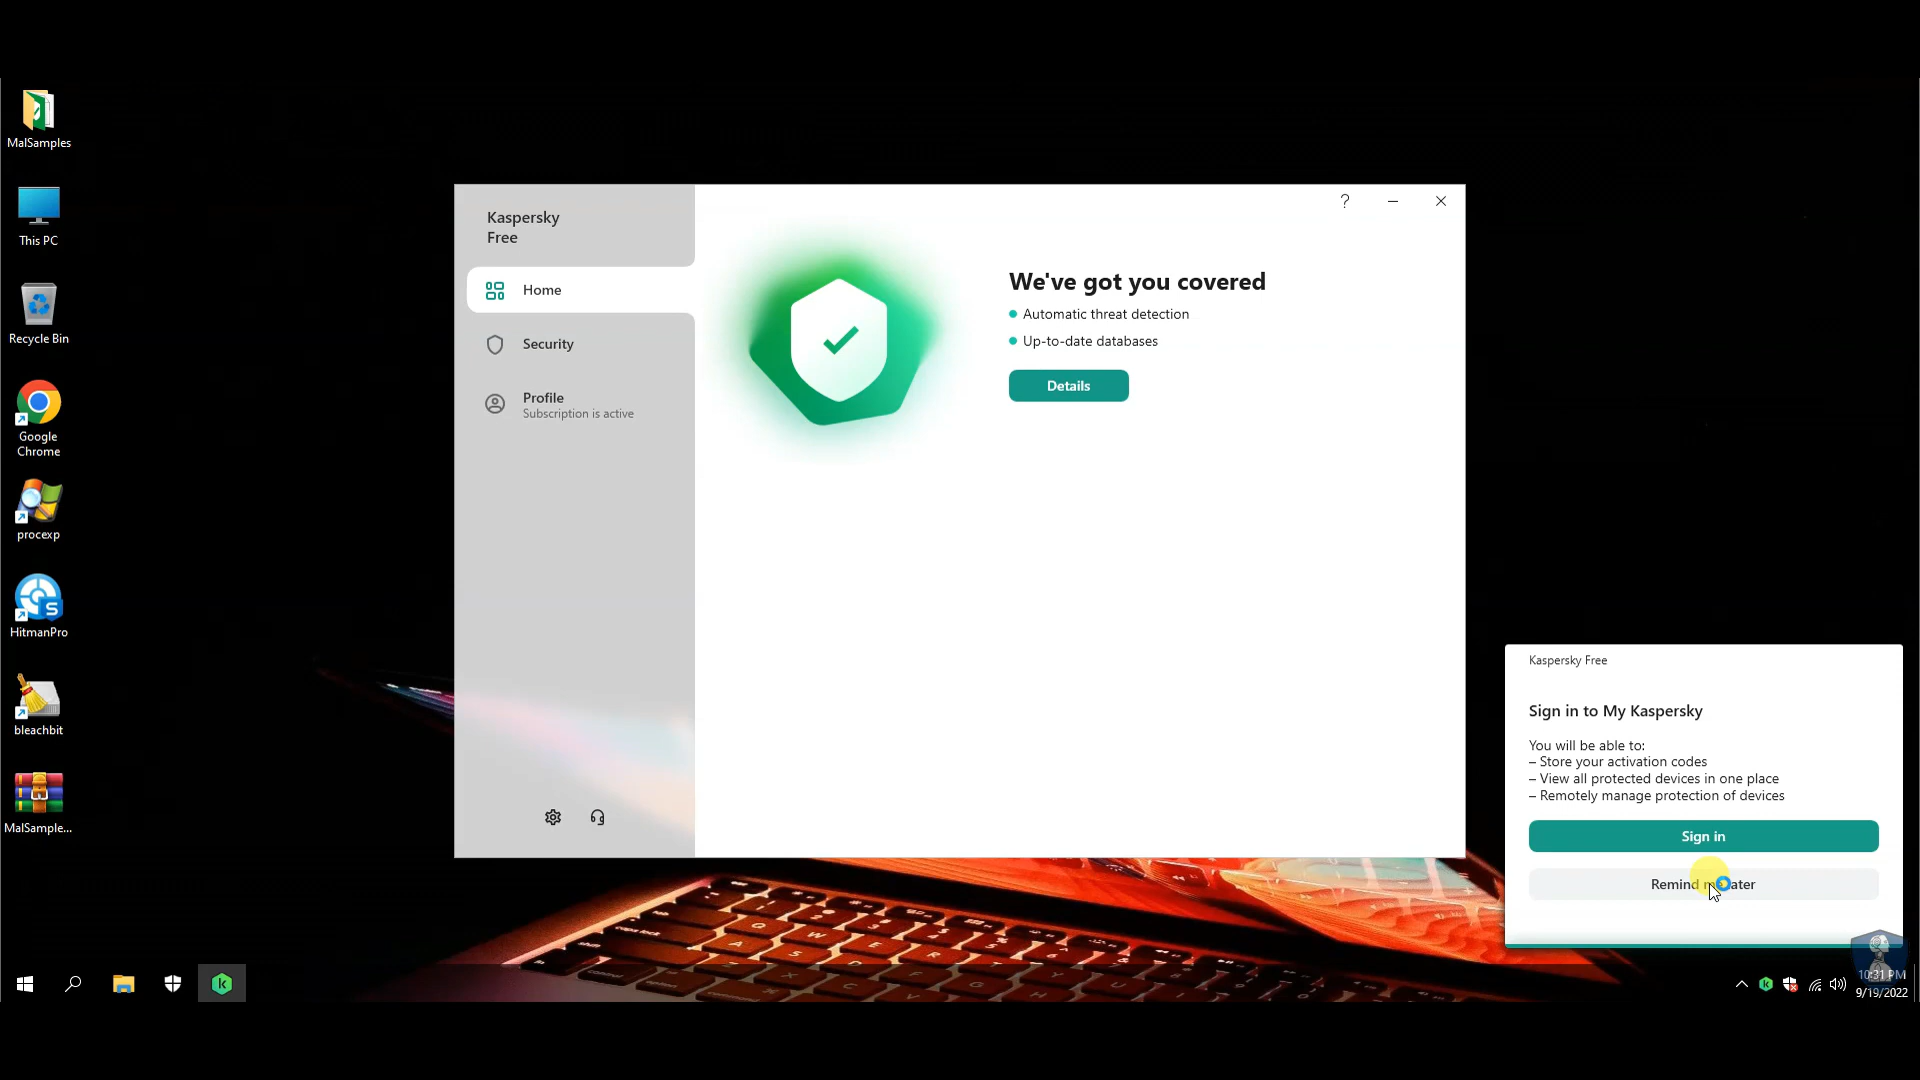 MalSamples
This PC
Recycle Bin
Google
Chrome
procexp
HitmanPro
bleachbit
MalSample...
Kaspersky
Free
Home
Security
Profile
Subscription is active
?
We've got you covered
Automatic threat detection
Up-to-date databases
Details
Kaspersky Free
Sign in to My Kaspersky
You will be able to:
– Store your activation codes
– View all protected devices in one place
– Remotely manage protection of devices
Sign in
Remind me later
10:31 PM
9/19/2022